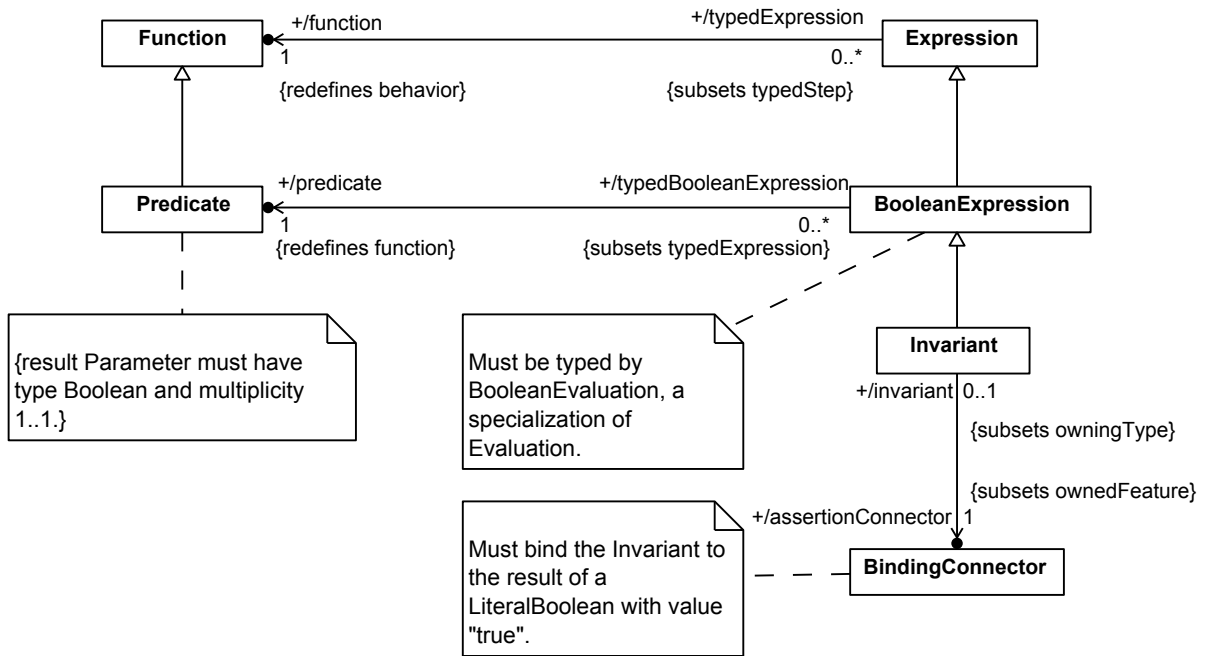 +/function
+/typedExpression
Function
Expression
1
0..*
{redefines behavior}
{subsets typedStep}
+/predicate
+/typedBooleanExpression
Predicate
BooleanExpression
1
0..*
{redefines function}
{subsets typedExpression}
{result Parameter must have
type Boolean and multiplicity
1..1.}
Must be typed by
BooleanEvaluation, a
specialization of
Evaluation.
Invariant
+/invariant
0..1
{subsets owningType}
{subsets ownedFeature}
+/assertionConnector
1
Must bind the Invariant to
the result of a
LiteralBoolean with value
"true".
BindingConnector